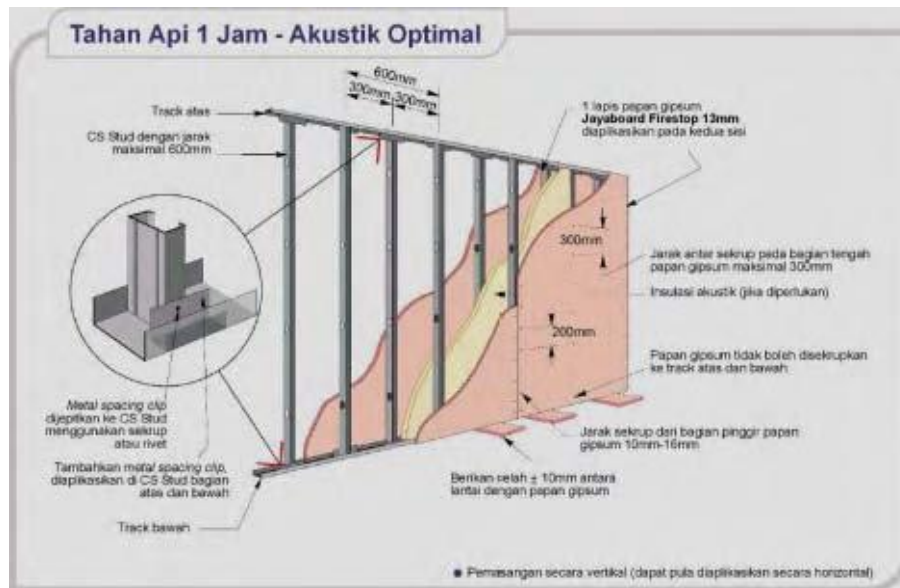 Tahan Api 1 Jam - Akustik Optimal
600mm
300mm 300mm
Track atas
CS Stud dengan jarak
maksimal 600mm
1 lapis papan gipsum
Jayaboard Firestop 13mm
diaplikasikan pada kedua sisi
300mm
Jarak antar sekrup pada bagian tengah
papan gipsum maksimal 300mm
Insulasi akustik (jika diperlukan)
200mm
Papan gipsum tidak boleh disekrupkan
ke track atas dan bawah
Metal spacing clip
dijepitkan ke CS Stud
menggunakan sekrup
atau rivet
Jarak sekrup dari bagian pinggir papan
gipsum 10mm-16mm
Tambahkan metal spacing clip,
diaplikasikan di CS Stud bagian
atas dan bawah
Berikan celah ± 10mm antara
lantai dengan papan gipsum
Track bawah
■ Pemasangan secara vertikal (dapat pula diaplikasikan secara horizontal)